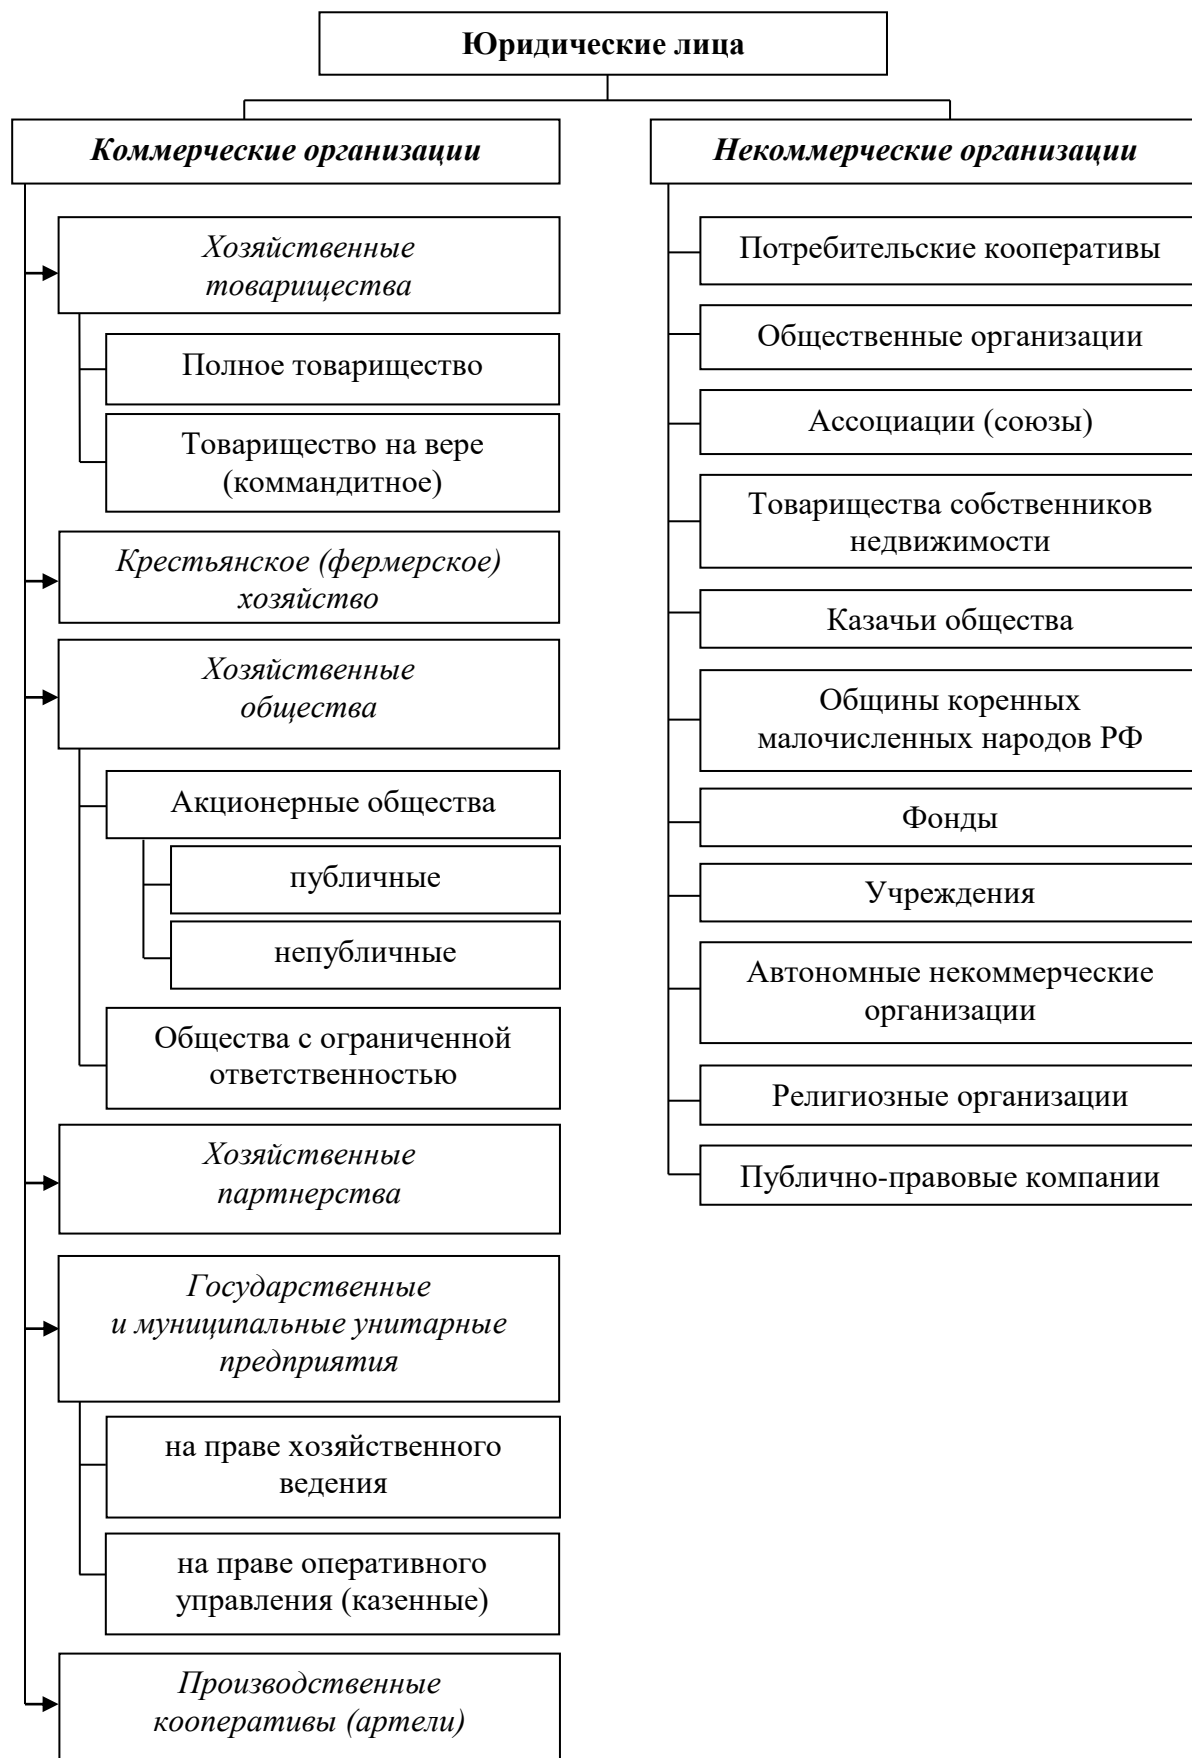 Юридические лица
Коммерческие организации
Хозяйственные
товарищества
Полное товарищество
Товарищество на вере
(коммандитное)
Крестьянское (фермерское)
хозяйство
Хозяйственные
общества
Акционерные общества
публичные
непубличные
Общества с ограниченной
ответственностью
Хозяйственные
партнерства
Государственные
и муниципальные унитарные
предприятия
на праве хозяйственного
ведения
на праве оперативного
управления (казенные)
Производственные
кооперативы (артели)
Некоммерческие организации
Потребительские кооперативы
Общественные организации
Ассоциации (союзы)
Товарищества собственников
недвижимости
Казачьи общества
Общины коренных
малочисленных народов РФ
Фонды
Учреждения
Автономные некоммерческие
организации
Религиозные организации
Публично-правовые компании